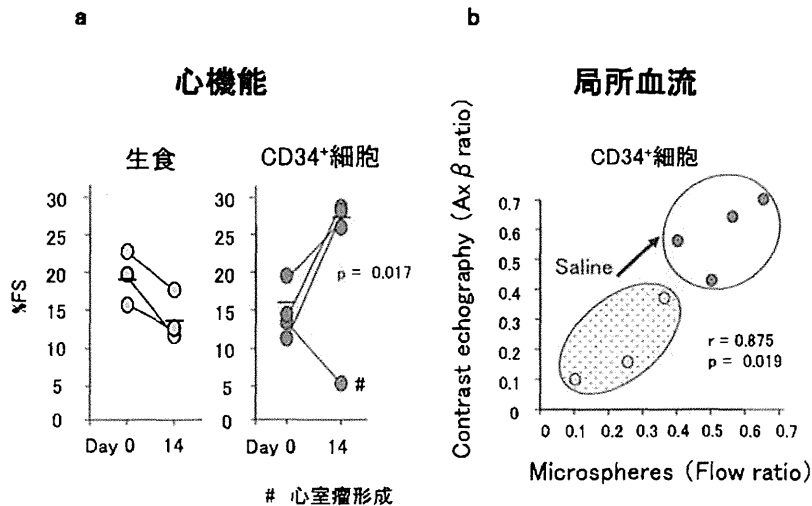 a
心機能
生食
CD34⁺細胞
%FS
30
25
20
15
10
5
0
Day 0 14
30
25
20
15
10
5
0
p = 0.017
#
Day 0 14
# 心室瘤形成
b
局所血流
CD34⁺細胞
Contrast echography (Ax β ratio)
0.7
0.6
0.5
0.4
0.3
0.2
0.1
0
Saline
r = 0.875
p = 0.019
0 0.1 0.2 0.3 0.4 0.5 0.6 0.7
Microspheres (Flow ratio)